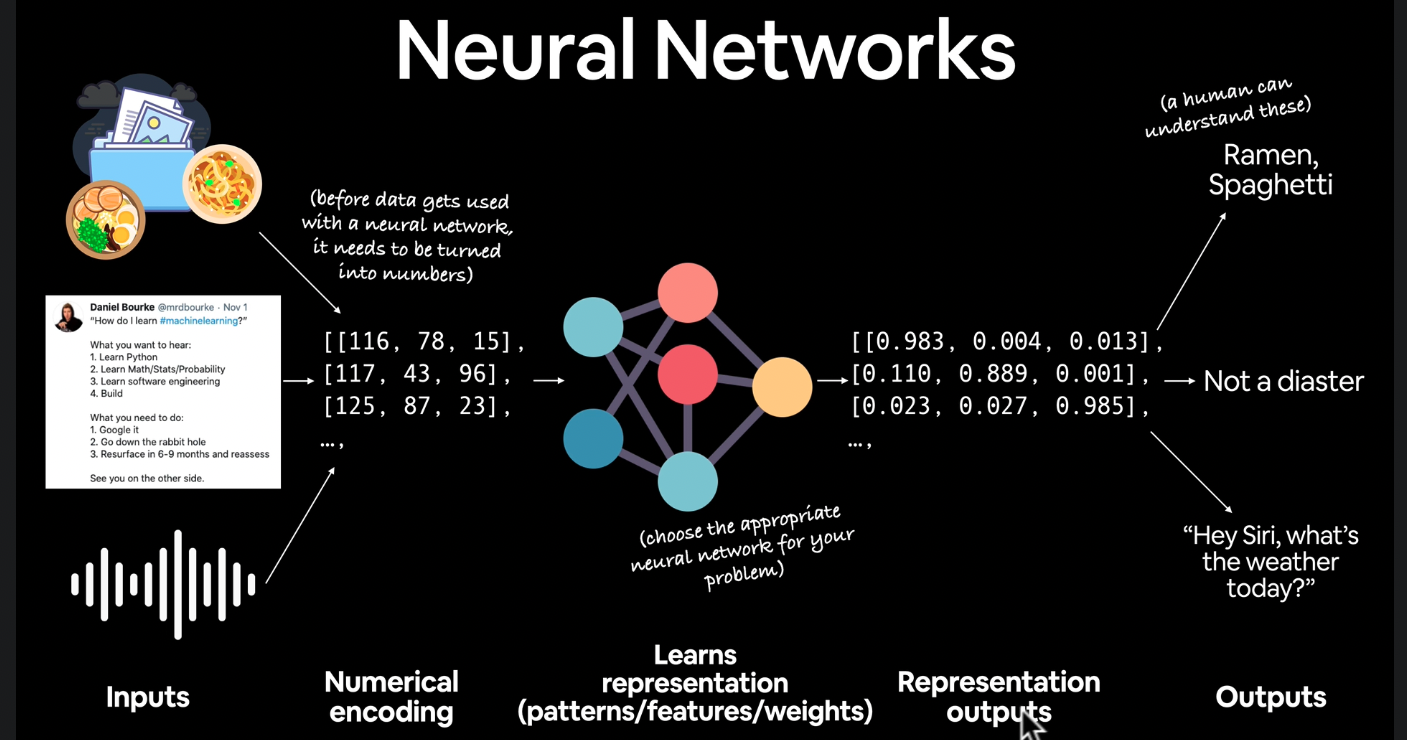 Neural Networks
(a human can
understand these)
Ramen,
Spaghetti
(before data gets used
with a neural network,
it needs to be turned
into numbers)
Daniel Bourke @mrdbourke · Nov 1
“How do I learn #machinelearning?”
What you want to hear:
1. Learn Python
2. Learn Math/Stats/Probability
3. Learn software engineering
4. Build
What you need to do:
1. Google it
2. Go down the rabbit hole
3. Resurface in 6-9 months and reassess
See you on the other side.
[[116, 78, 15],
[117, 43, 96],
[125, 87, 23],
…,
[[0.983, 0.004, 0.013],
[0.110, 0.889, 0.001],
[0.023, 0.027, 0.985],
…,
Not a diaster
(choose the appropriate
neural network for your
problem)
“Hey Siri, what’s
the weather
today?”
Inputs
Numerical
encoding
Learns
representation
(patterns/features/weights)
Representation
outputs
Outputs